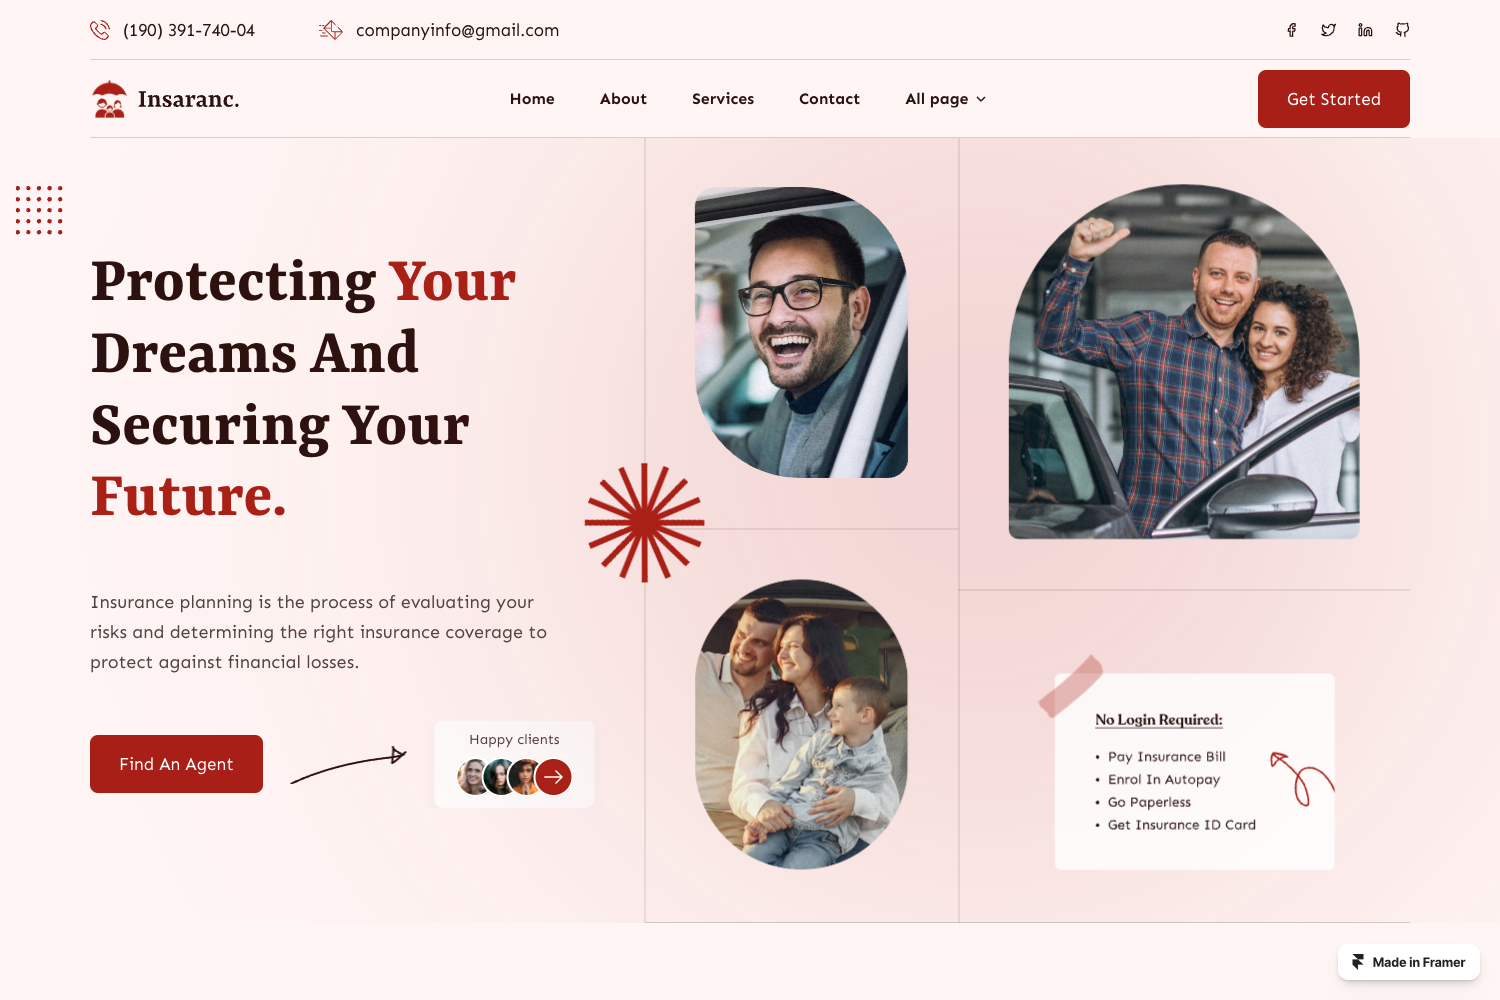 (190) 391-740-04
companyinfo@gmail.com
Insaranc.
Home
About
Services
Contact
All page
Get Started
Protecting Your
Dreams And
Securing Your
Future.
Insurance planning is the process of evaluating your
risks and determining the right insurance coverage to
protect against financial losses.
Find An Agent
Happy clients
No Login Required:
• Pay Insurance Bill
• Enrol In Autopay
• Go Paperless
• Get Insurance ID Card
Made in Framer